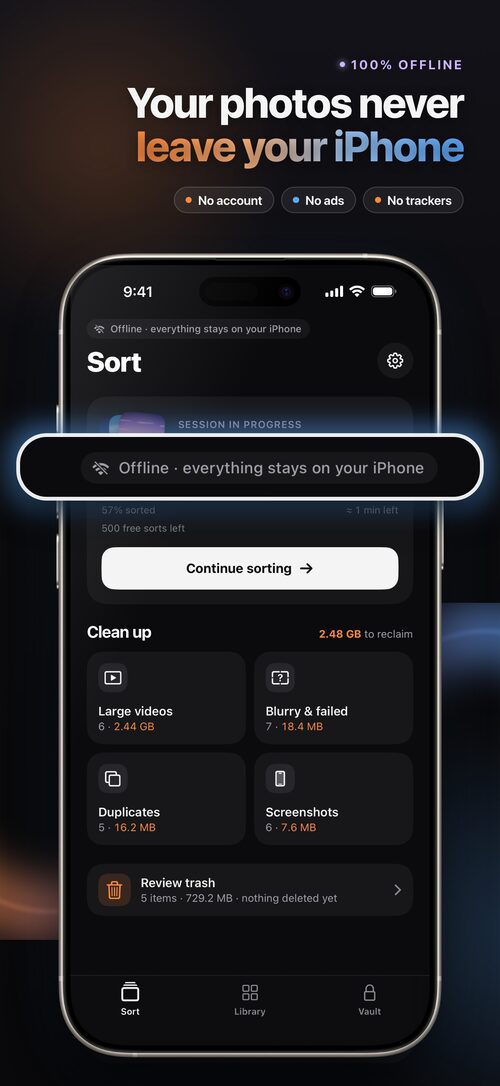 100% OFFLINE
Your photos never
leave your iPhone
No account
No ads
No trackers
9:41
Offline · everything stays on your iPhone
Sort
SESSION IN PROGRESS
Offline · everything stays on your iPhone
57% sorted
≈ 1 min left
500 free sorts left
Continue sorting →
Clean up
2.48 GB to reclaim
Large videos
6 · 2.44 GB
Blurry & failed
7 · 18.4 MB
Duplicates
5 · 16.2 MB
Screenshots
6 · 7.6 MB
Review trash
5 items · 729.2 MB · nothing deleted yet
Sort
Library
Vault